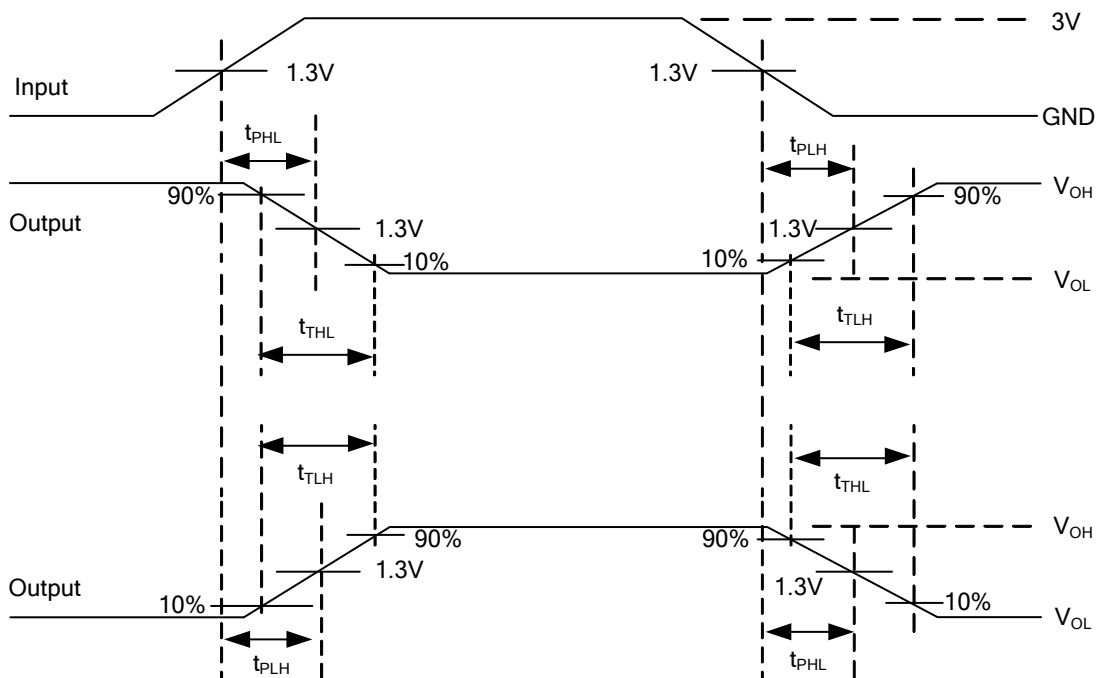 3V
1.3V
1.3V
Input
GND
tPHL
tPLH
90%
90%
VOH
Output
1.3V
1.3V
10%
10%
VOL
tTHL
tTLH
tTLH
tTHL
VOH
90%
90%
1.3V
1.3V
Output
10%
10%
VOL
tPLH
tPHL